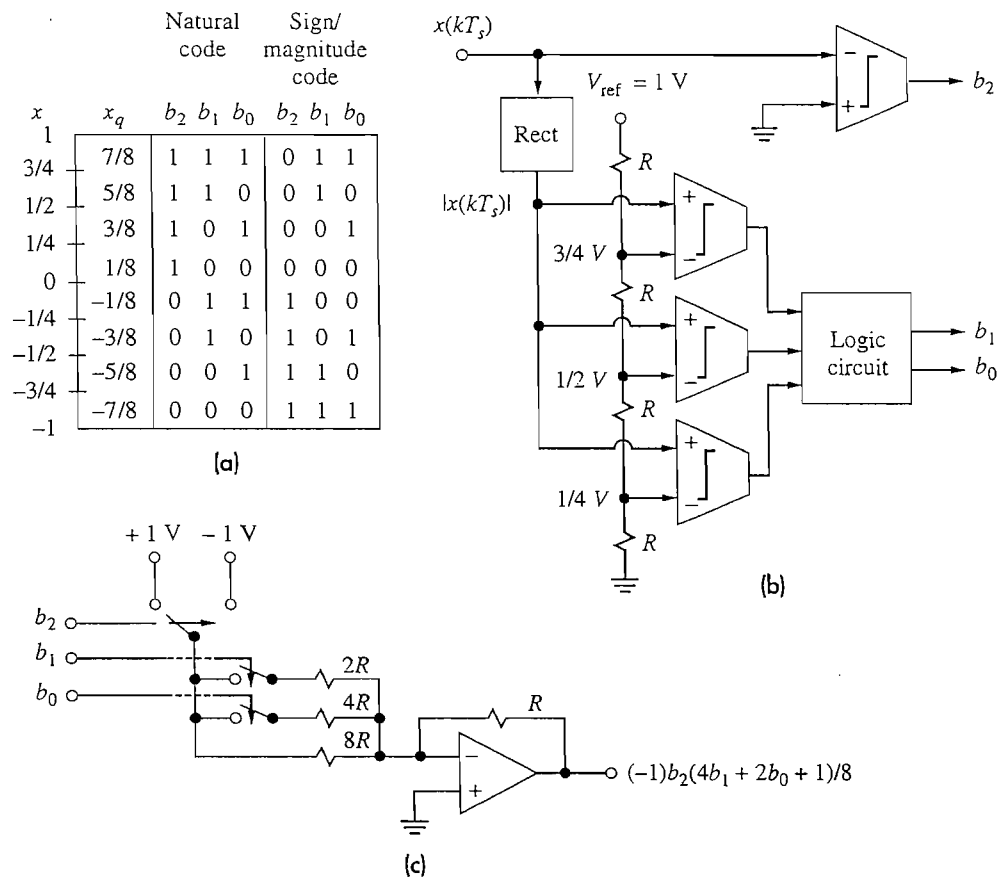 Natural code
Sign/ magnitude code
x x_q b_2 b_1 b_0 b_2 b_1 b_0
1
7/8 1 1 1 0 1 1
3/4
5/8 1 1 0 0 1 0
1/2
3/8 1 0 1 0 0 1
1/4
1/8 1 0 0 0 0 0
0
−1/8 0 1 1 1 0 0
−1/4
−3/8 0 1 0 1 0 1
−1/2
−5/8 0 0 1 1 1 0
−3/4
−7/8 0 0 0 1 1 1
−1
(a)
x(kT_s)
V_ref = 1 V
−
+
b_2
Rect
R
|x(kT_s)|
+
3/4 V
−
R
+
1/2 V
−
Logic circuit
b_1
b_0
R
+
1/4 V
−
R
(b)
+ 1 V − 1 V
b_2
b_1
2R
b_0
4R
R
8R
−
+
(-1)b_2(4b_1 + 2b_0 + 1)/8
(c)